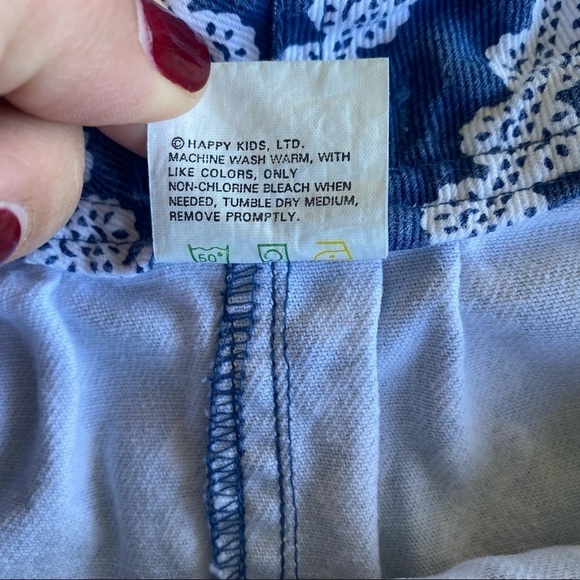 © HAPPY KIDS, LTD.
MACHINE WASH WARM, WITH
LIKE COLORS, ONLY
NON-CHLORINE BLEACH WHEN
NEEDED, TUMBLE DRY MEDIUM,
REMOVE PROMPTLY.
50°